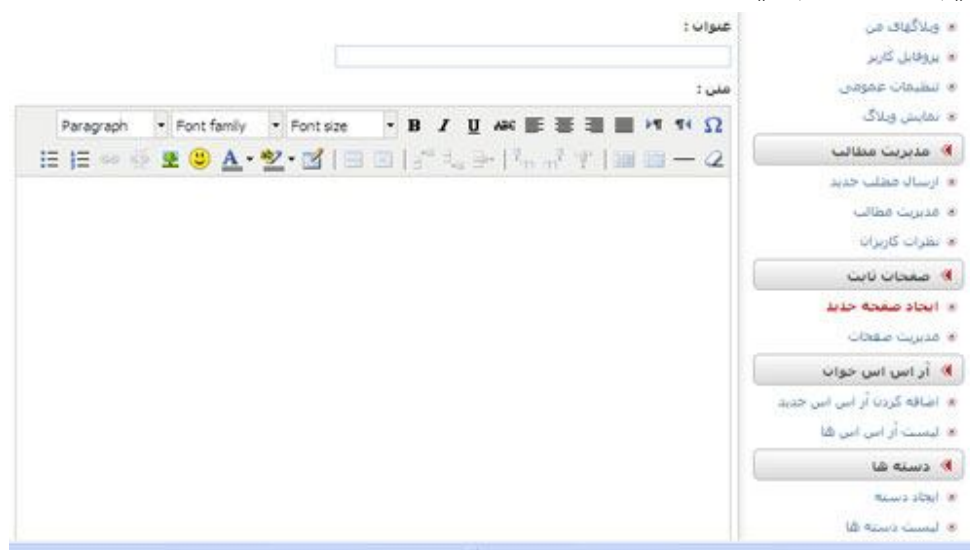 وبلاگهای من
پروفایل کاربر
تنظیمات عمومی
نمایش وبلاگ
مدیریت مطالب
ارسال مطلب جدید
مدیریت مطالب
نظرات کاربران
صفحات ثابت
ایجاد صفحه جدید
مدیریت صفحات
آر اس اس خوان
اضافه کردن آر اس اس جدید
لیست آر اس اس ها
دسته ها
ایجاد دسته
لیست دسته ها
عنوان :
متن :
Paragraph Font family Font size B I U ABC